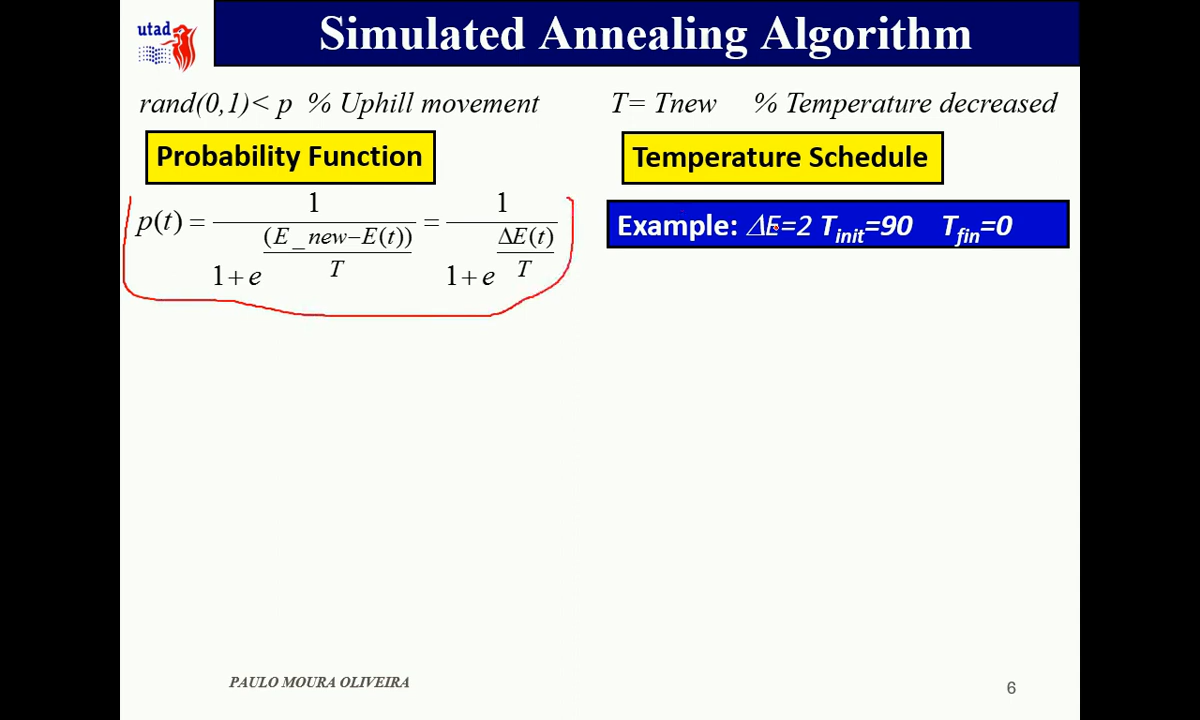 utad
Simulated Annealing Algorithm
rand(0,1)< p % Uphill movement
T= Tnew % Temperature decreased
Probability Function
Temperature Schedule
p(t) = 1 / (1+e^((E_new−E(t))/T)) = 1 / (1+e^(ΔE(t)/T))
Example: ΔE=2 Tinit=90 Tfin=0
PAULO MOURA OLIVEIRA
6